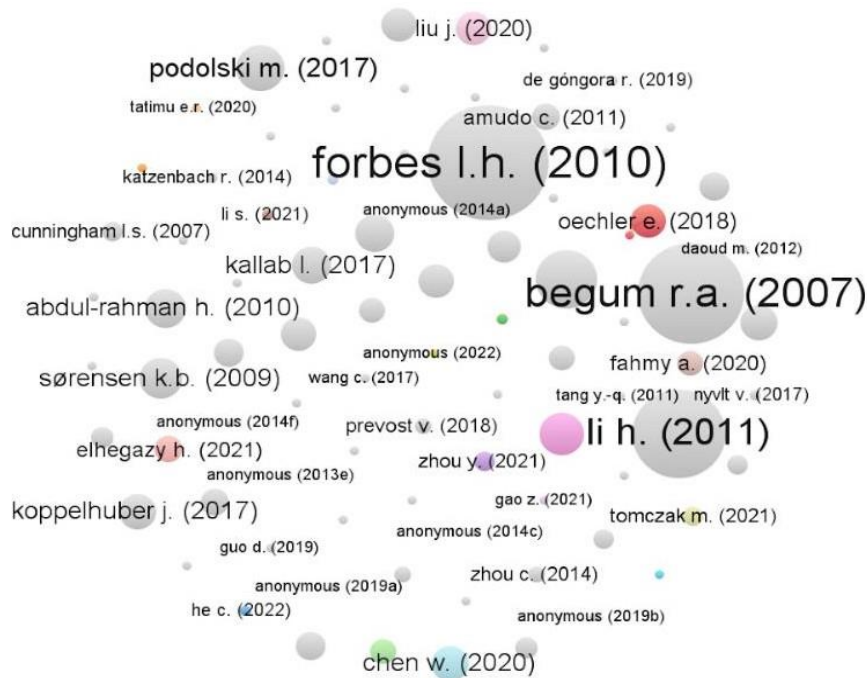 liu j. (2020)
podolski m. (2017)
de góngora r. (2019)
tatimu e.r. (2020)
amudo c. (2011)
forbes l.h. (2010)
katzenbach r. (2014)
li s. (2021)
anonymous (2014a)
oechler e. (2018)
cunningham l.s. (2007)
daoud m. (2012)
kallab l. (2017)
begum r.a. (2007)
abdul-rahman h. (2010)
anonymous (2022)
fahmy a. (2020)
sørensen k.b. (2009)
wang c. (2017)
tang y.-q. (2011)
nyvlt v. (2017)
anonymous (2014f)
prevost v. (2018)
li h. (2011)
elhegazy h. (2021)
zhou y. (2021)
anonymous (2013e)
gao z. (2021)
koppelhuber j. (2017)
tomczak m. (2021)
anonymous (2014c)
guo d. (2019)
zhou c. (2014)
anonymous (2019a)
he c. (2022)
anonymous (2019b)
chen w. (2020)